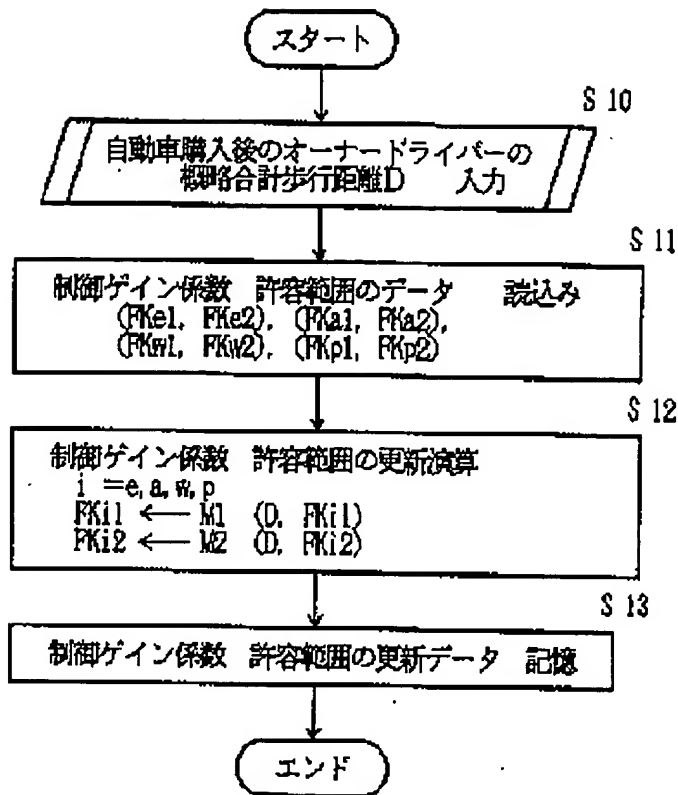 スタート
S 10
自動車購入後のオーナードライバーの
概略合計歩行距離D 入力
S 11
制御ゲイン係数 許容範囲のデータ 読込み
(FKe1, FKe2), (FKa1, FKa2),
(FKw1, FKw2), (FKp1, FKp2)
S 12
制御ゲイン係数 許容範囲の更新演算
i =e, a, w, p
FKi1 ← M1 (D, FKi1)
FKi2 ← M2 (D, FKi2)
S 13
制御ゲイン係数 許容範囲の更新データ 記憶
エンド